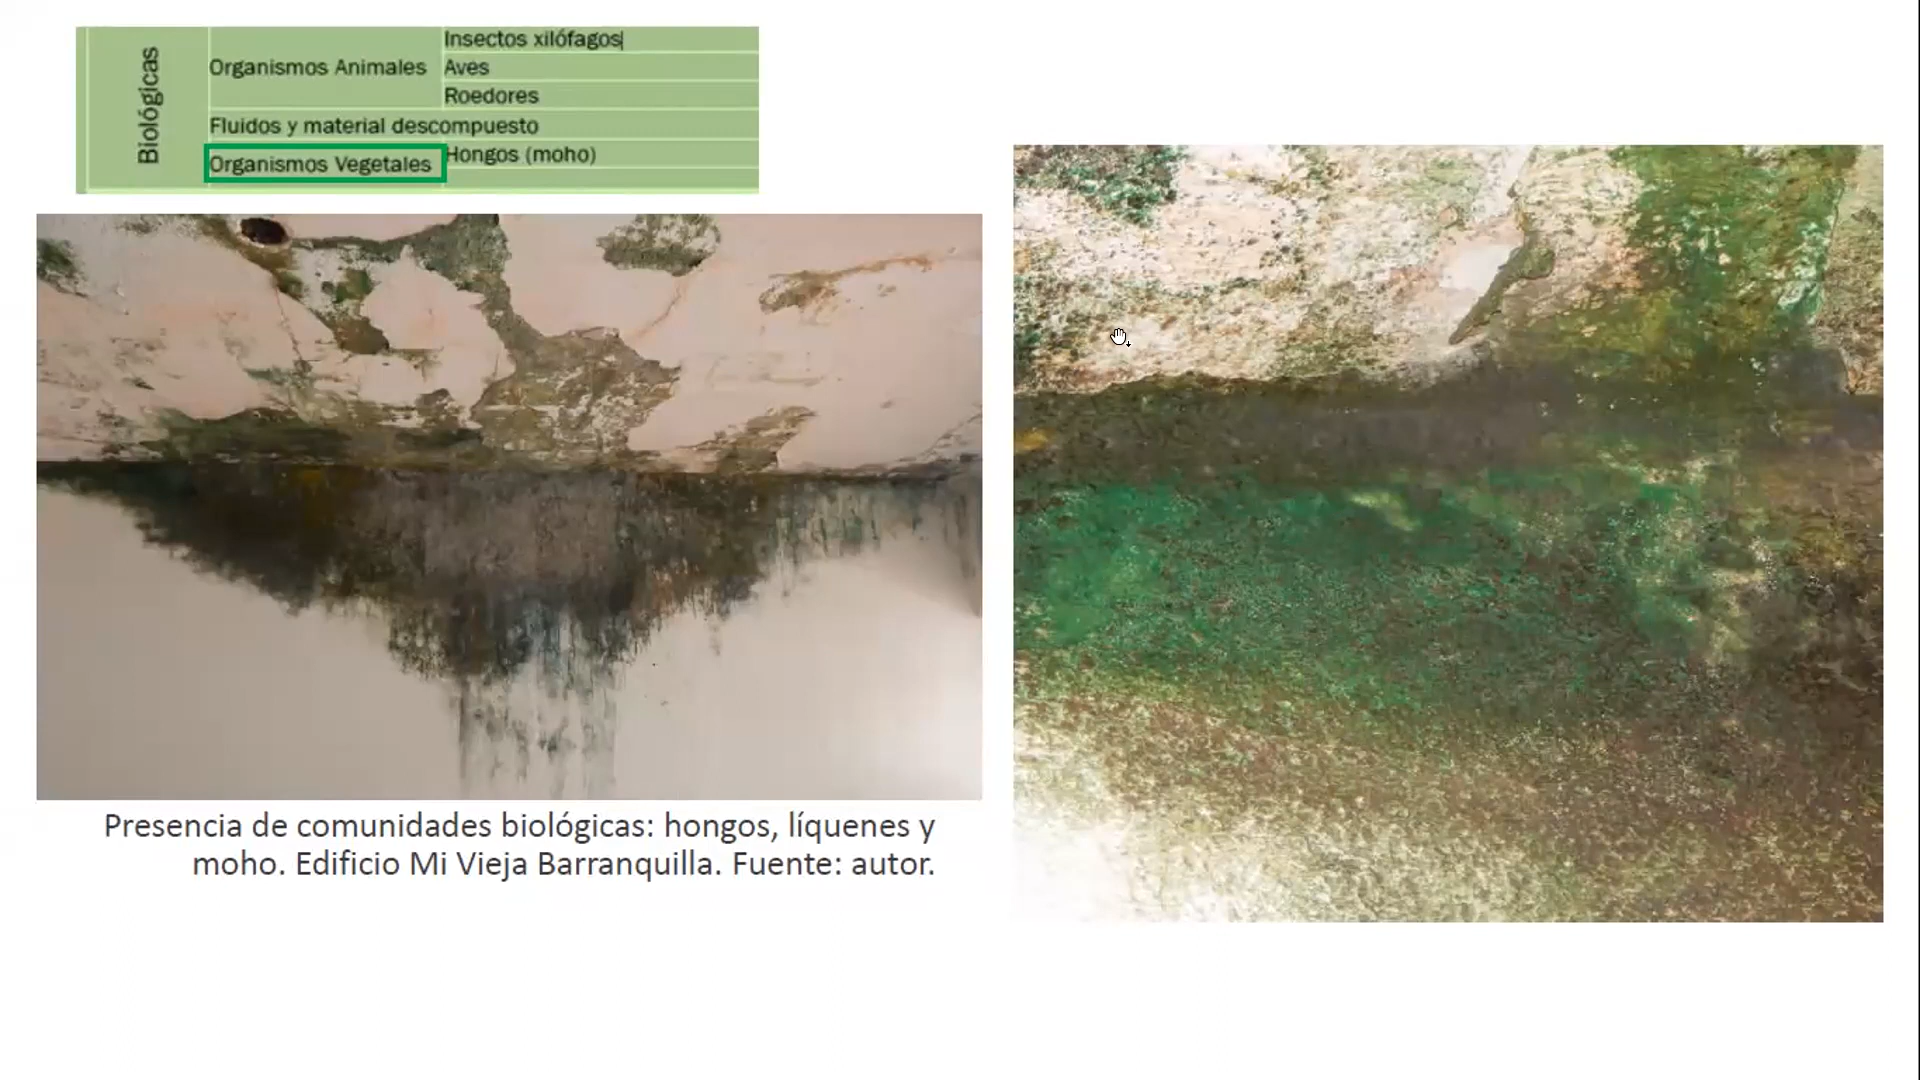 Biológicas
Organismos Animales
Insectos xilófagos
Aves
Roedores
Fluidos y material descompuesto
Organismos Vegetales
Hongos (moho)
Presencia de comunidades biológicas: hongos, líquenes y
moho. Edificio Mi Vieja Barranquilla. Fuente: autor.